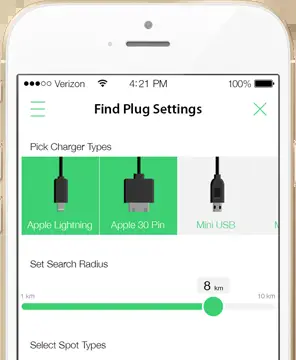 Verizon 4:21 PM 100%
Find Plug Settings
Pick Charger Types
Apple Lightning Apple 30 Pin Mini USB
Set Search Radius
8 km
1 km 10 km
Select Spot Types